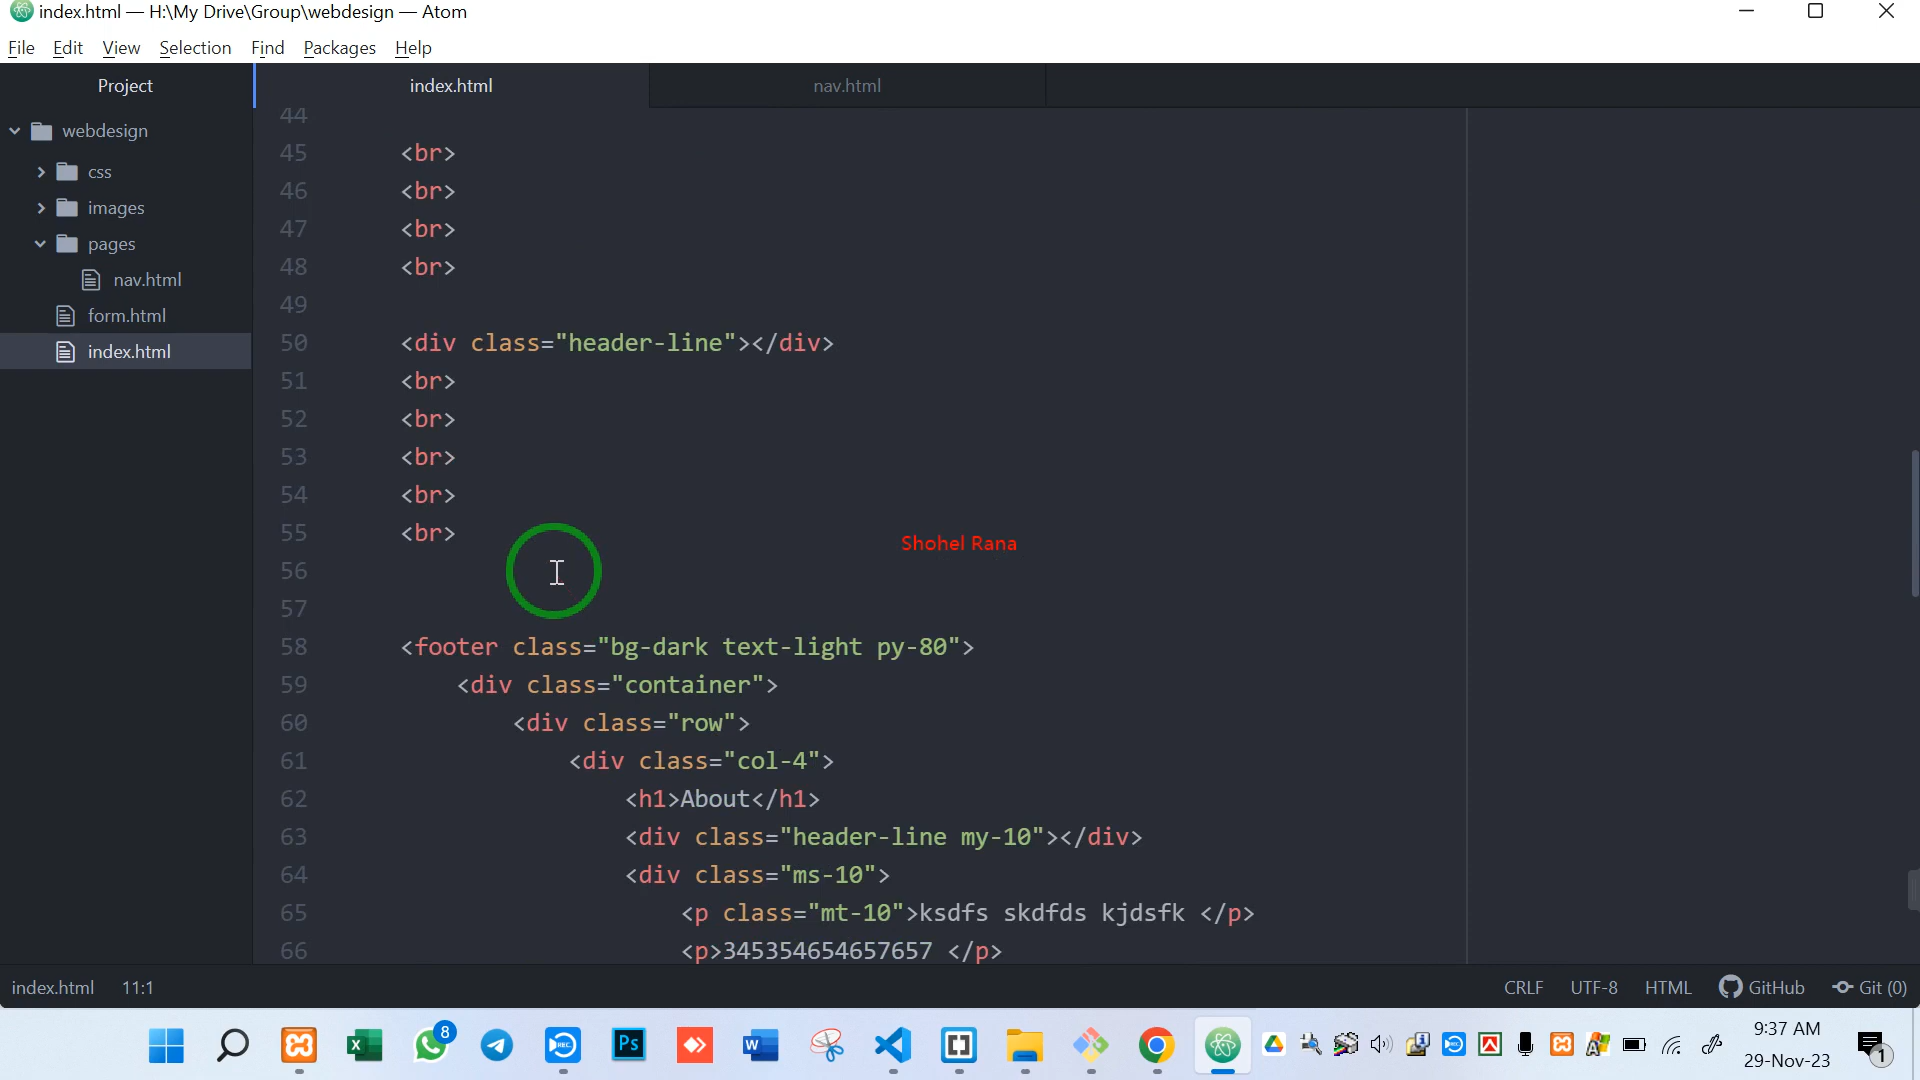 index.html — H:\My Drive\Group\webdesign — Atom
File Edit View Selection Find Packages Help
Project
index.html
nav.html
webdesign
css
images
pages
nav.html
form.html
index.html
44
45 <br>
46 <br>
47 <br>
48 <br>
49
50 <div class="header-line"></div>
51 <br>
52 <br>
53 <br>
54 <br>
55 <br>
Shohel Rana
56
57
58 <footer class="bg-dark text-light py-80">
59 <div class="container">
60 <div class="row">
61 <div class="col-4">
62 <h1>About</h1>
63 <div class="header-line my-10"></div>
64 <div class="ms-10">
65 <p class="mt-10">ksdfs skdfds kjdsfk </p>
66 <p>345354654657657 </p>
index.html 11:1 CRLF UTF-8 HTML GitHub Git (0)
8
REC
Ps
9:37 AM
29-Nov-23
1